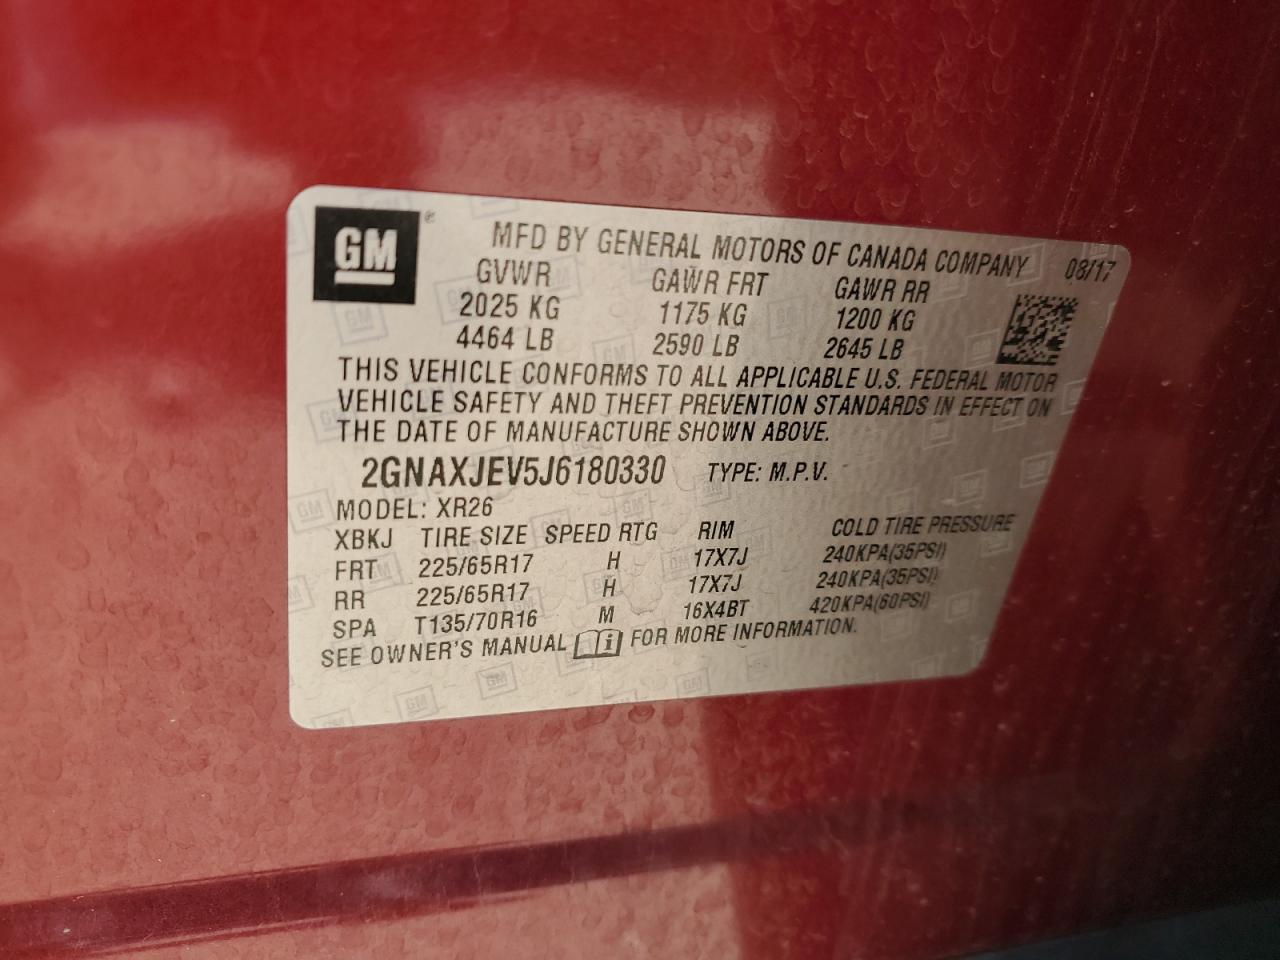 GM ®
MFD BY GENERAL MOTORS OF CANADA COMPANY 08/17
GVWR GAWR FRT GAWR RR
2025 KG 1175 KG 1200 KG
4464 LB 2590 LB 2645 LB
THIS VEHICLE CONFORMS TO ALL APPLICABLE U.S. FEDERAL MOTOR
VEHICLE SAFETY AND THEFT PREVENTION STANDARDS IN EFFECT ON
THE DATE OF MANUFACTURE SHOWN ABOVE.
2GNAXJEV5J6180330 TYPE: M.P.V.
MODEL: XR26
XBKJ TIRE SIZE SPEED RTG RIM COLD TIRE PRESSURE
FRT 225/65R17 H 17X7J 240KPA(35PSI)
RR 225/65R17 H 17X7J 240KPA(35PSI)
SPA T135/70R16 M 16X4BT 420KPA(60PSI)
SEE OWNER'S MANUAL FOR MORE INFORMATION.